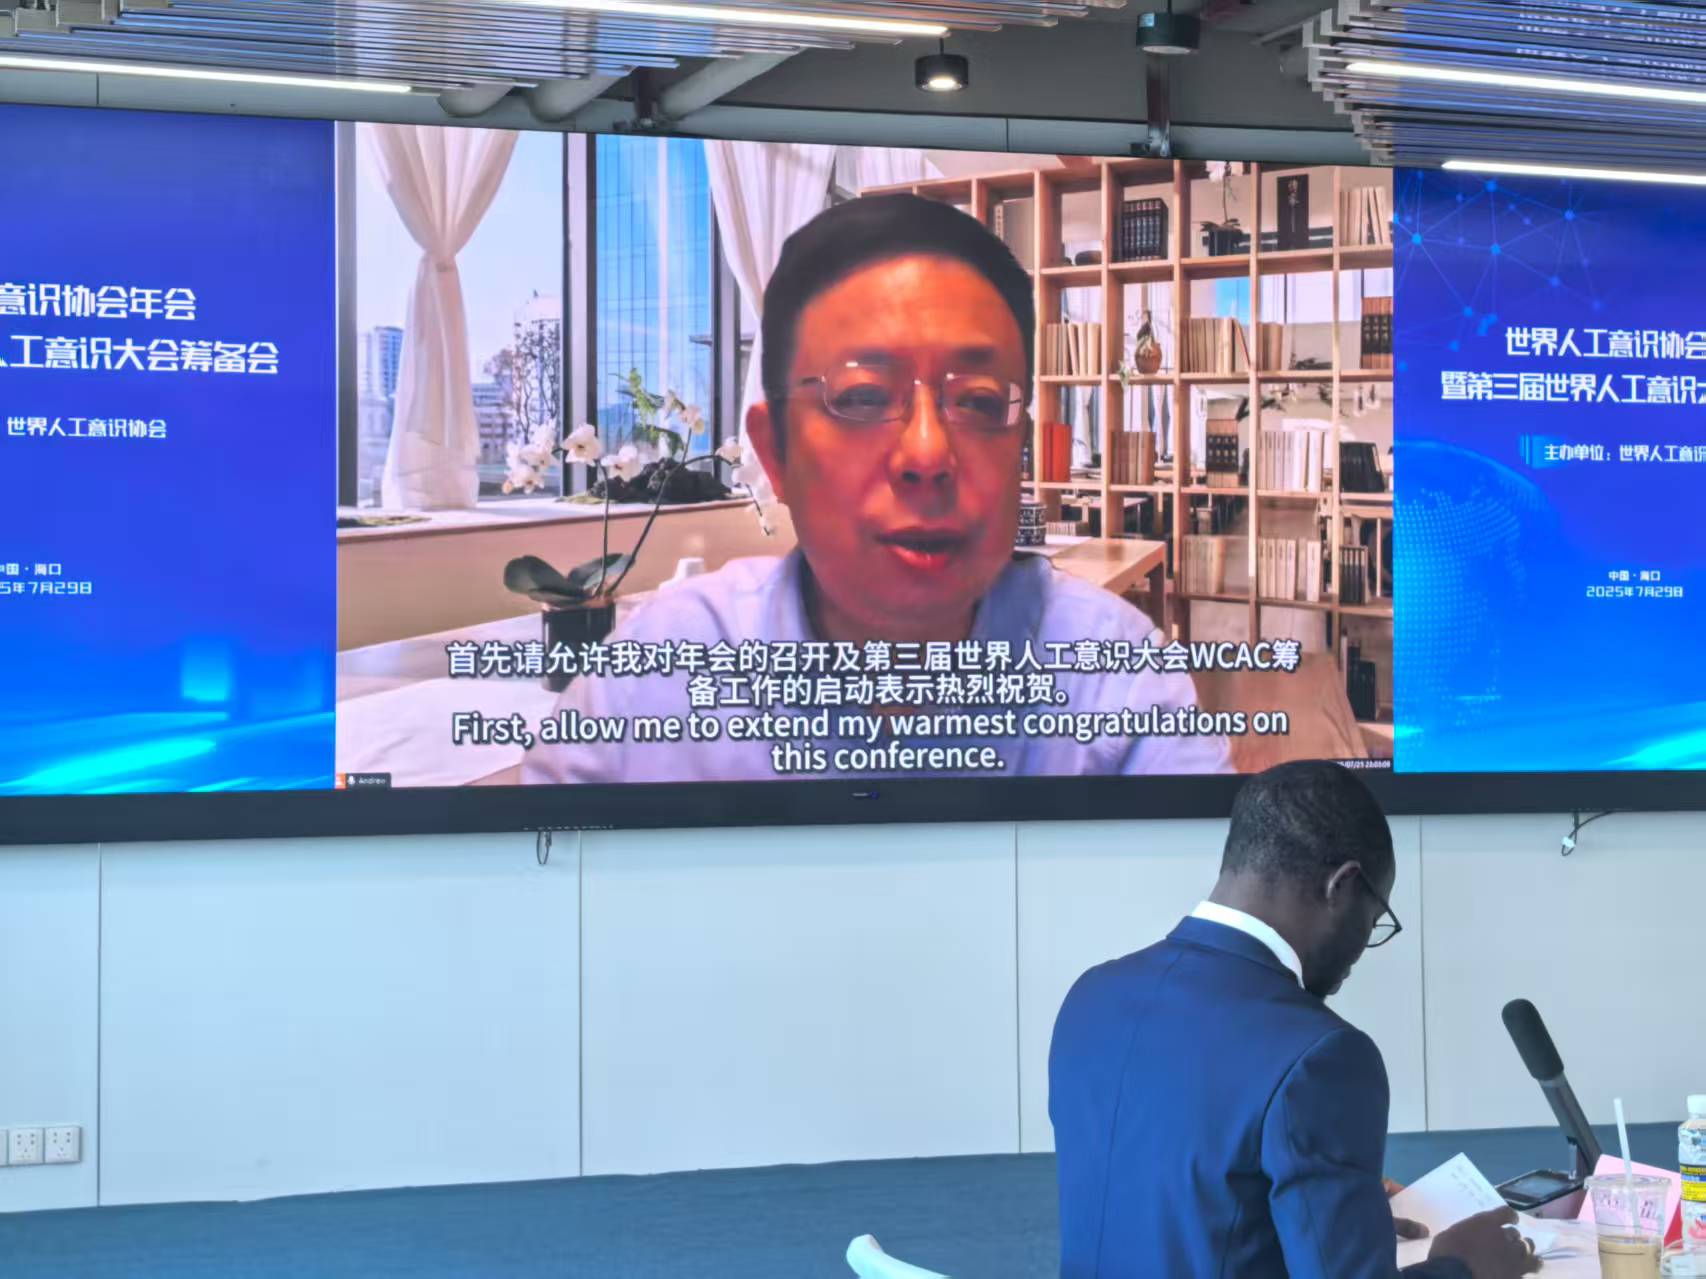 意识协会年会
人工意识大会筹备会
世界人工意识协会
中国·海口
5年7月29日
首先请允许我对年会的召开及第三届世界人工意识大会WCAC筹
备工作的启动表示热烈祝贺。
First, allow me to extend my warmest congratulations on
this conference.
Andrew
世界人工意识协会
暨第三届世界人工意识大
主办单位：世界人工意识
中国·海口
2025年7月29日